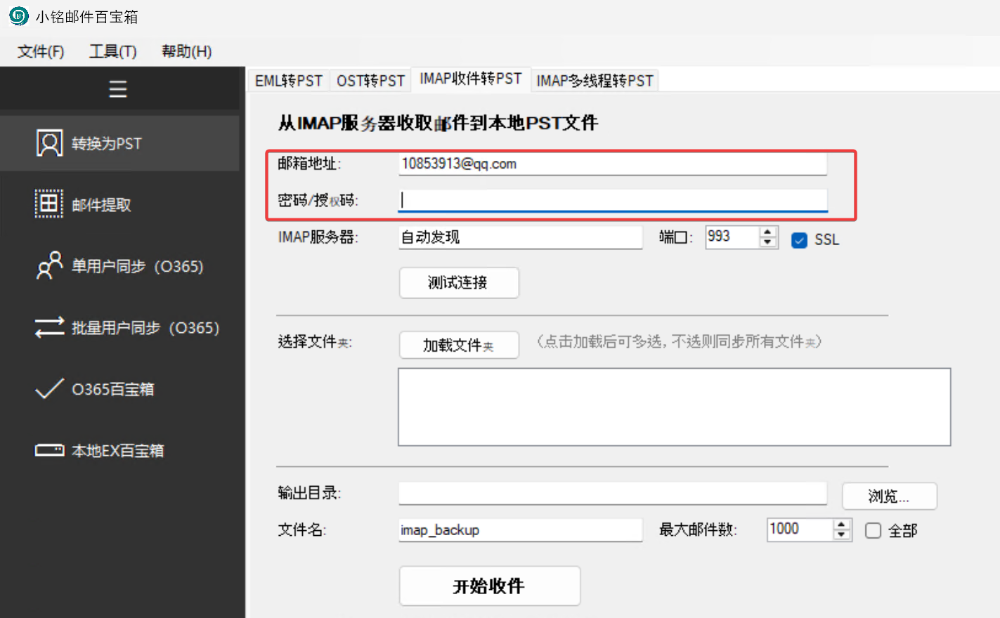 小铭邮件百宝箱
文件(F) 工具(T) 帮助(H)
EML转PST OST转PST IMAP收件转PST IMAP多线程转PST
转换为PST
邮件提取
单用户同步（O365)
批量用户同步（O365)
O365百宝箱
本地EX百宝箱
从IMAP服务器收取邮件到本地PST文件
邮箱地址: 10853913@qq.com
密码/授权码:
IMAP服务器: 自动发现 端口: 993 SSL
测试连接
选择文件夹: 加载文件夹 （点击加载后可多选, 不选则同步所有文件夹）
输出目录: 浏览...
文件名: imap_backup 最大邮件数: 1000 全部
开始收件